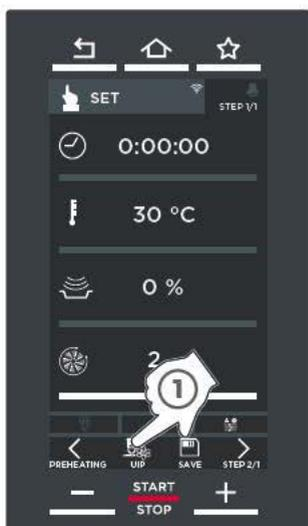 SET
STEP 1/1
0:00:00
30 °C
0 %
2
1
PREHEATING UIP SAVE STEP 2/1
START
STOP